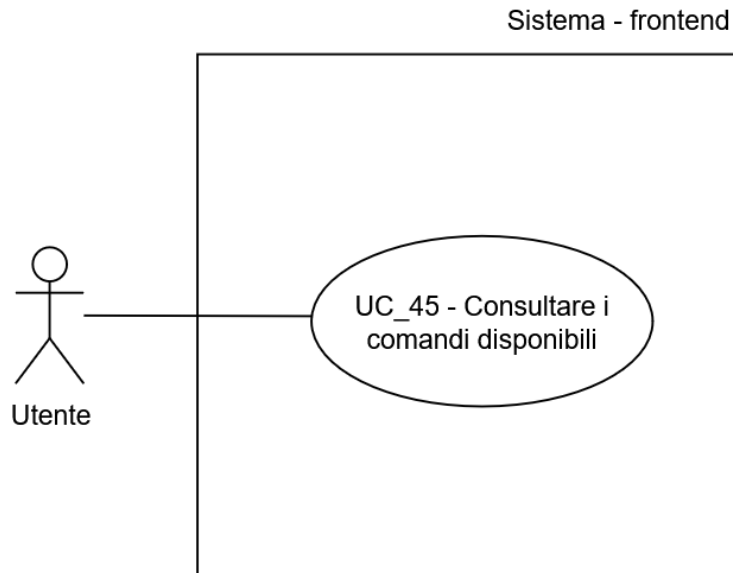 Sistema - frontend
UC_45 - Consultare i
comandi disponibili
Utente